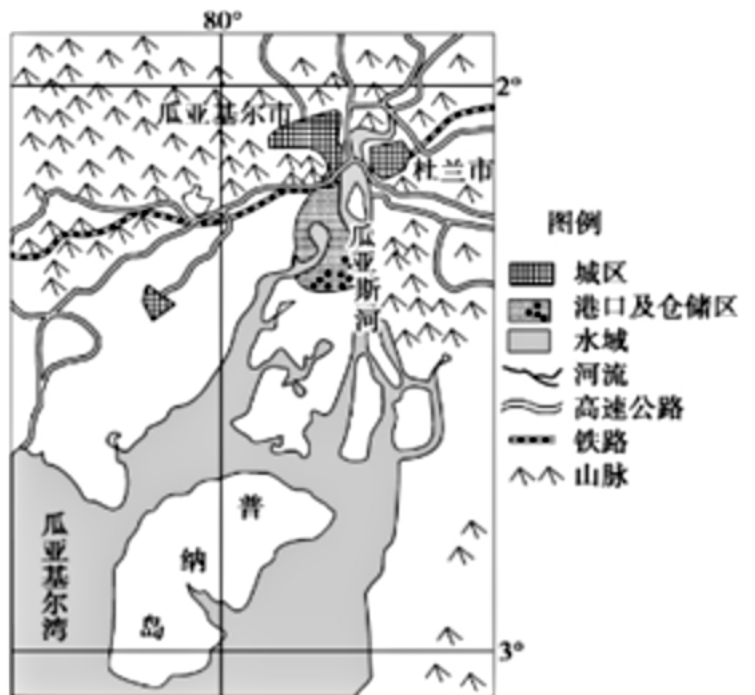 80°
2°
瓜亚基尔市
杜兰市
瓜亚斯河
普纳岛
瓜亚基尔湾
3°
图例
城区
港口及仓储区
水域
河流
高速公路
铁路
山脉